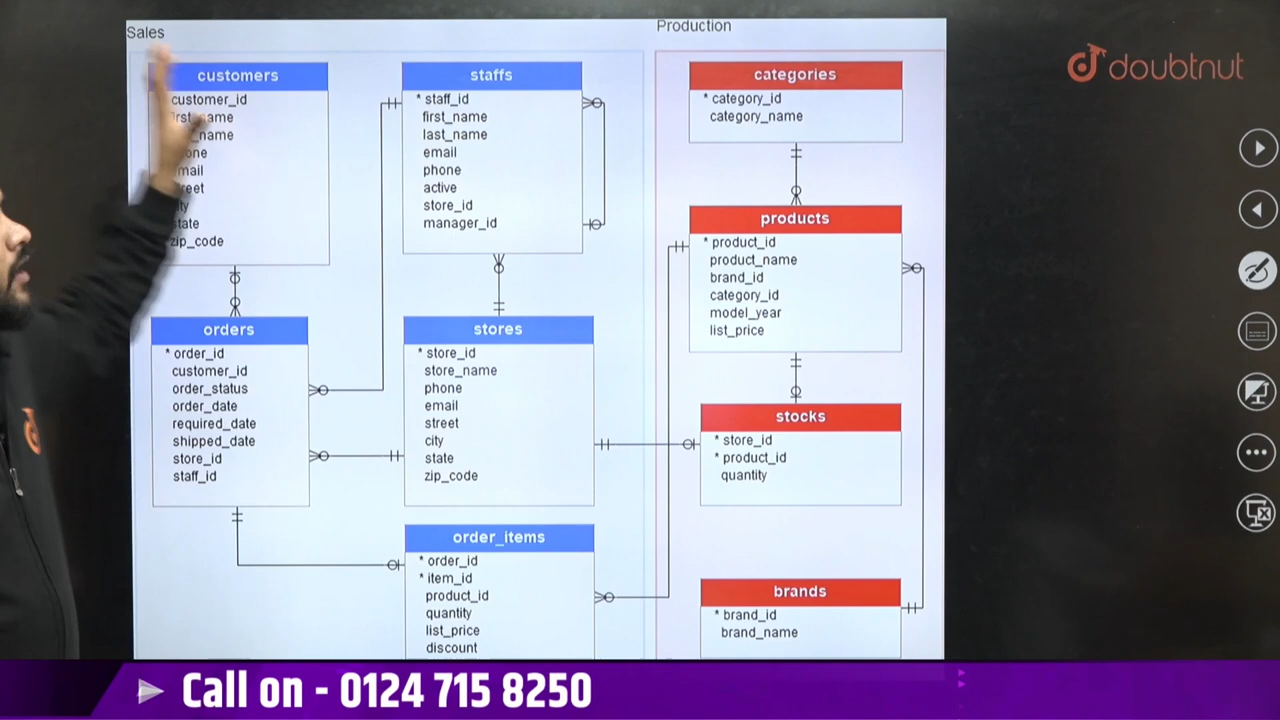 Sales
customers
customer_id
name
zip_code
orders
* order_id
customer_id
order_status
order_date
required_date
shipped_date
store_id
staff_id
staffs
* staff_id
first_name
last_name
email
phone
active
store_id
manager_id
stores
* store_id
store_name
phone
email
street
city
state
zip_code
order_items
* order_id
* item_id
product_id
quantity
list_price
discount
Production
categories
* category_id
category_name
products
* product_id
product_name
brand_id
category_id
model_year
list_price
stocks
* store_id
* product_id
quantity
brands
* brand_id
brand_name
doubtnut
Call on - 0124 715 8250